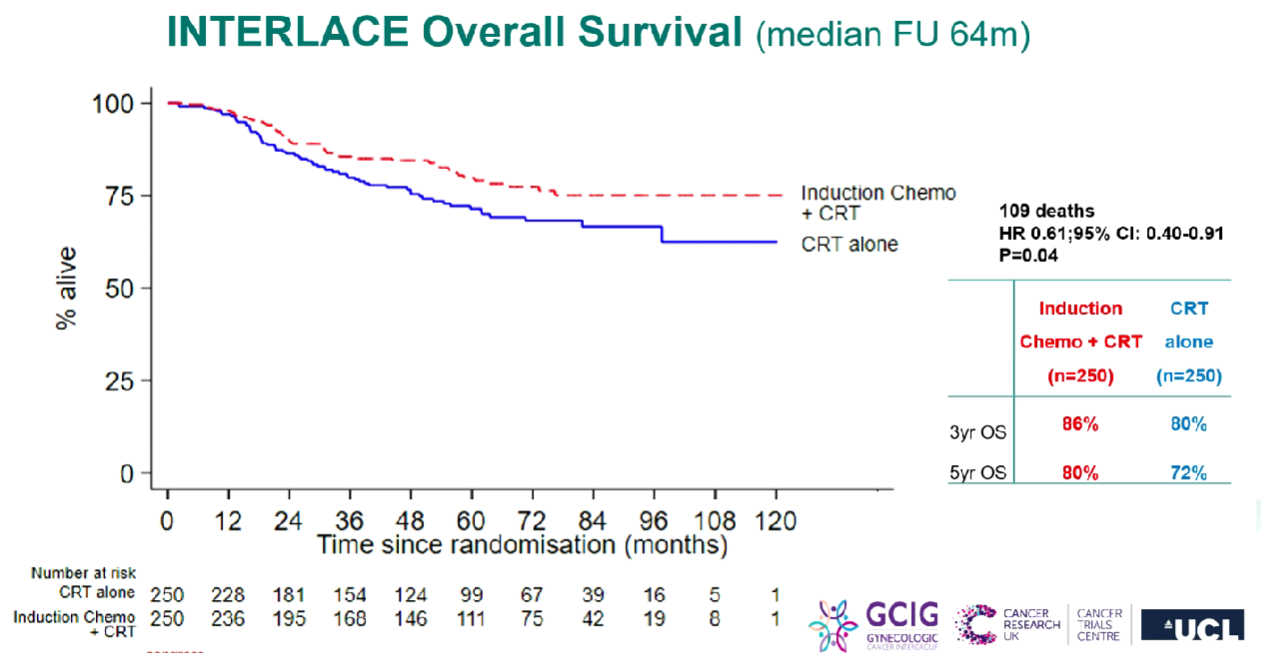 INTERLACE Overall Survival (median FU 64m)
100
75
50
25
0
% alive
Induction Chemo
+ CRT
CRT alone
109 deaths
HR 0.61;95% CI: 0.40-0.91
P=0.04
Induction CRT
Chemo + CRT alone
(n=250) (n=250)
3yr OS 86% 80%
5yr OS 80% 72%
0 12 24 36 48 60 72 84 96 108 120
Time since randomisation (months)
Number at risk
CRT alone 250 228 181 154 124 99 67 39 16 5 1
Induction Chemo 250 236 195 168 146 111 75 42 19 8 1
+ CRT
GCIG
GYNECOLOGIC
CANCER INTERGROUP
CANCER
RESEARCH
UK
CANCER
TRIALS
CENTRE
UCL